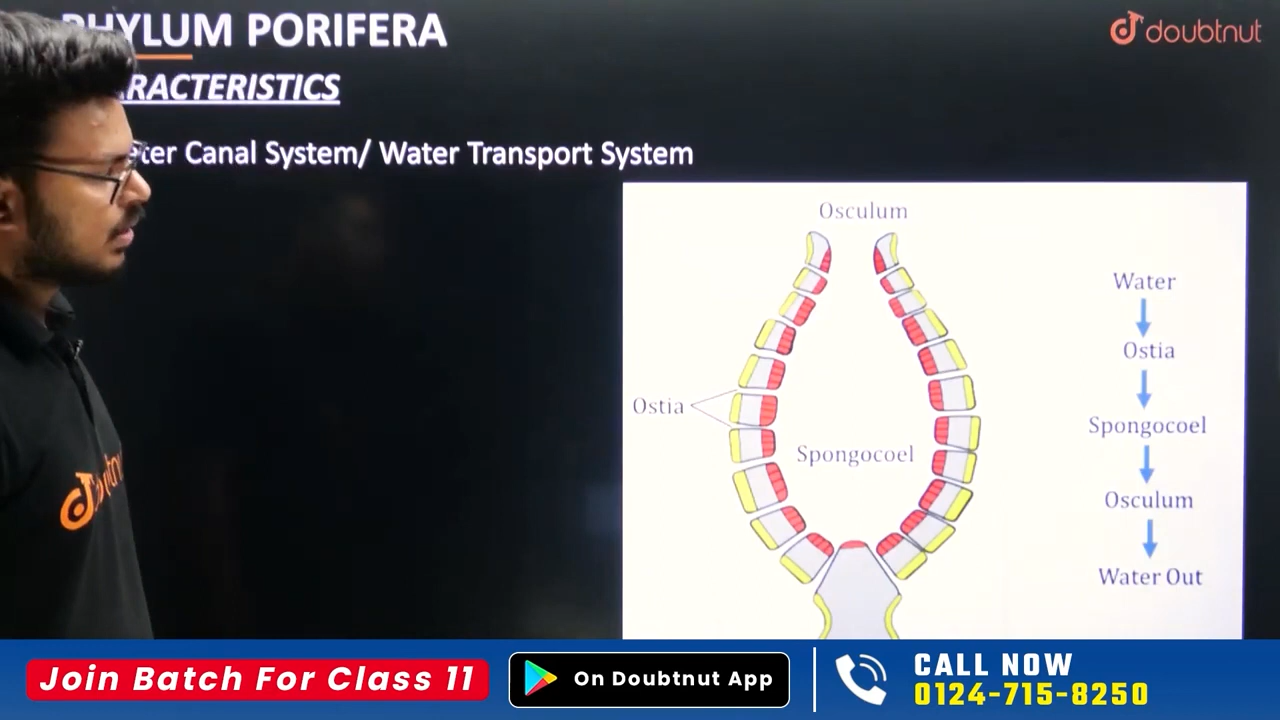 PHYLUM PORIFERA
doubtnut
RACTERISTICS
ter Canal System/ Water Transport System
Osculum
Water
Ostia
Ostia
Spongocoel
Spongocoel
Osculum
Water Out
Join Batch For Class 11
On Doubtnut App
CALL NOW
0124-715-8250